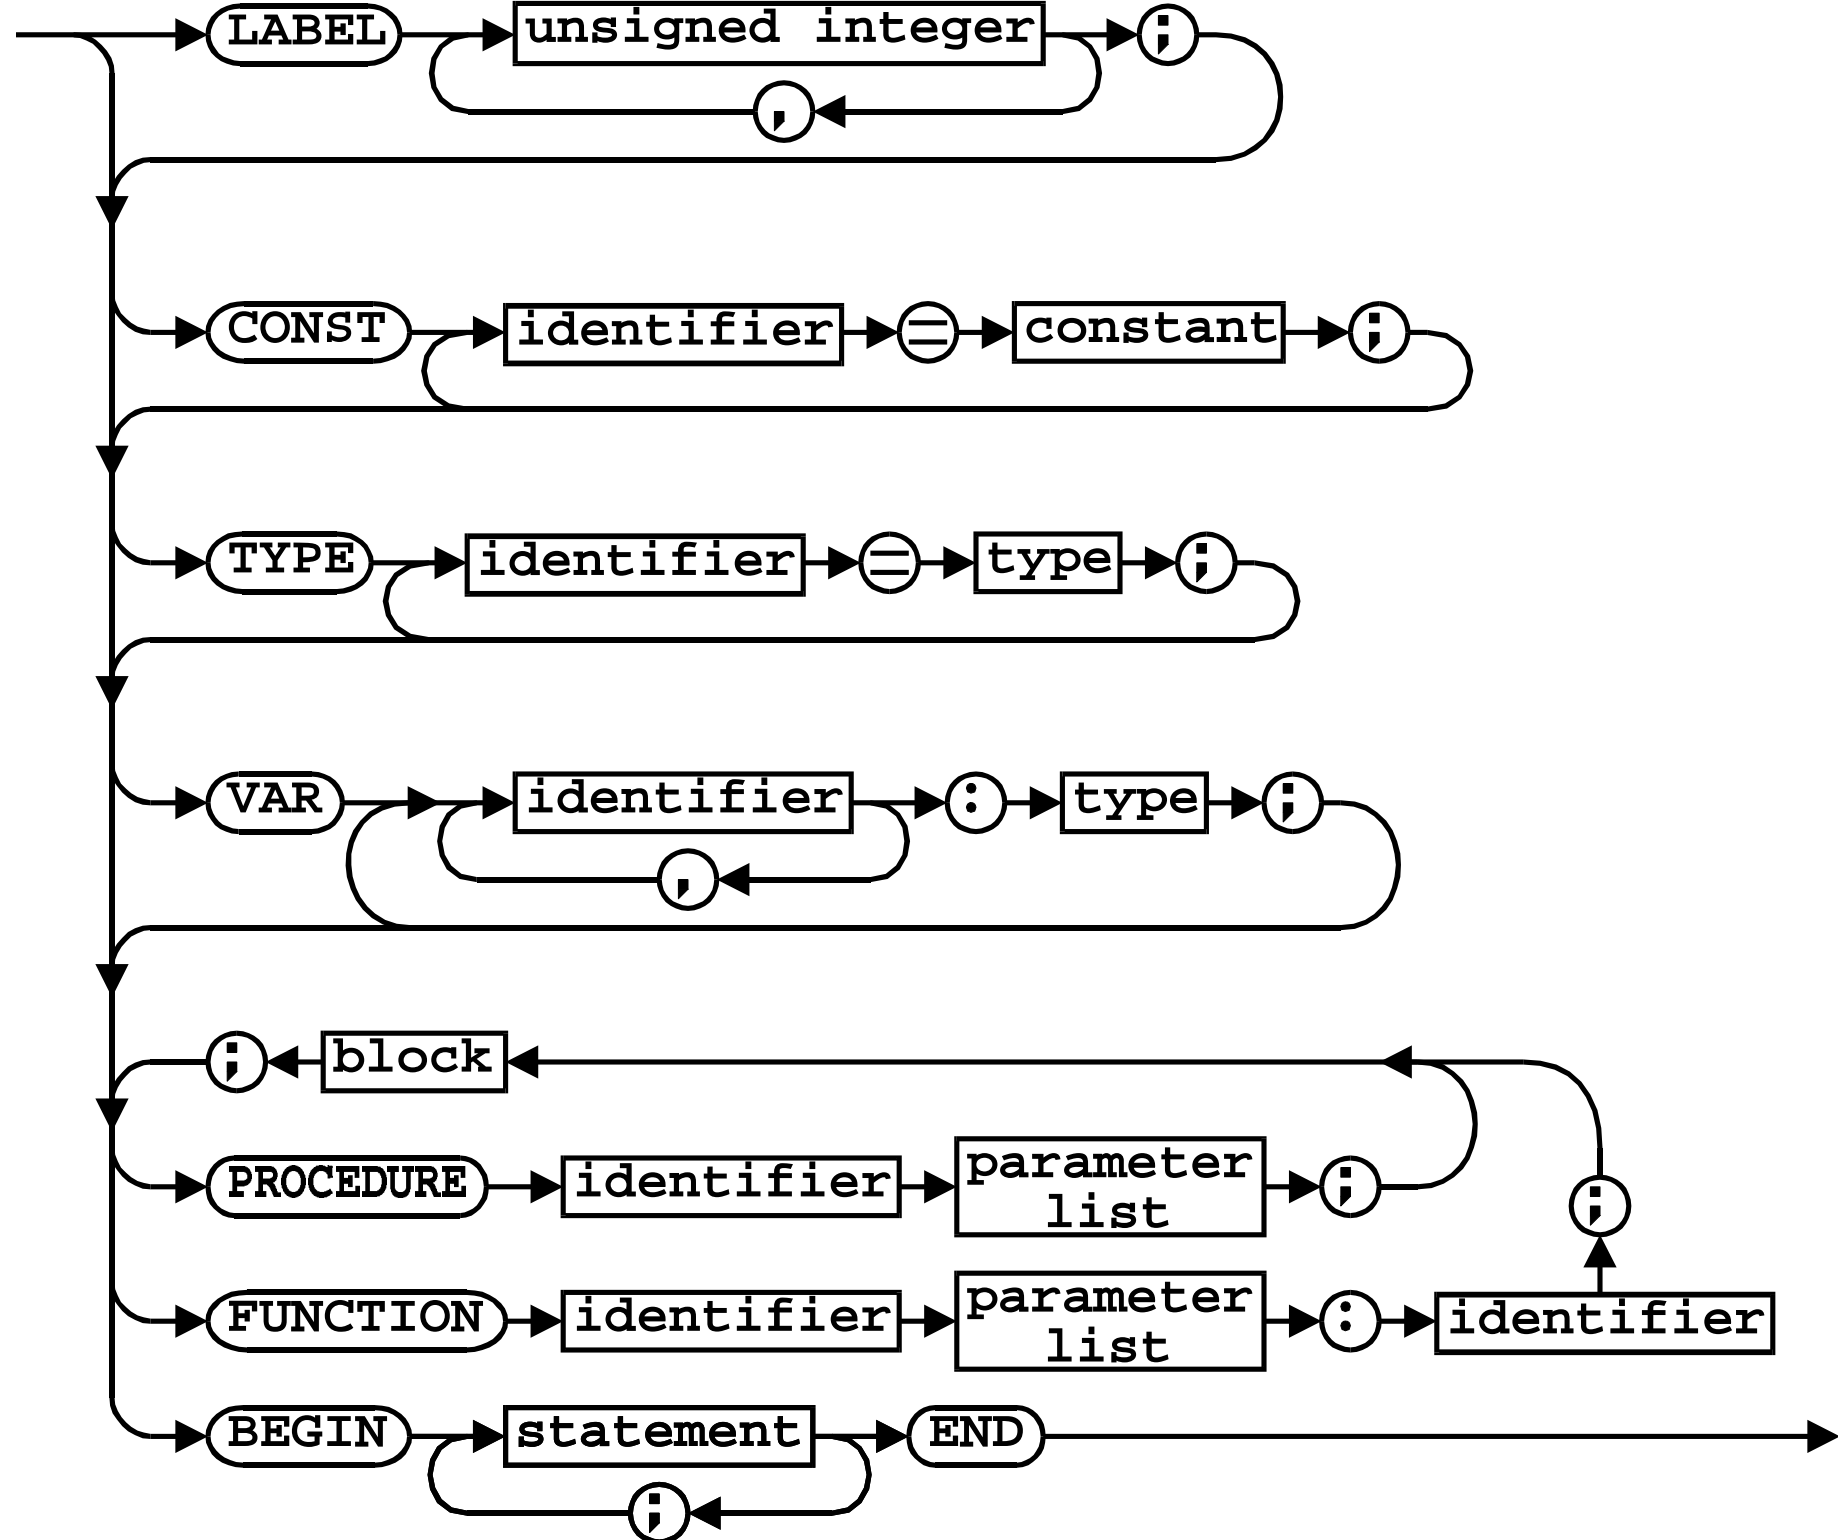 LABEL unsigned integer ;
,
CONST identifier = constant ;
TYPE identifier = type ;
VAR identifier : type ;
,
; block
PROCEDURE identifier parameter list ;
;
FUNCTION identifier parameter list : identifier
BEGIN statement END
;